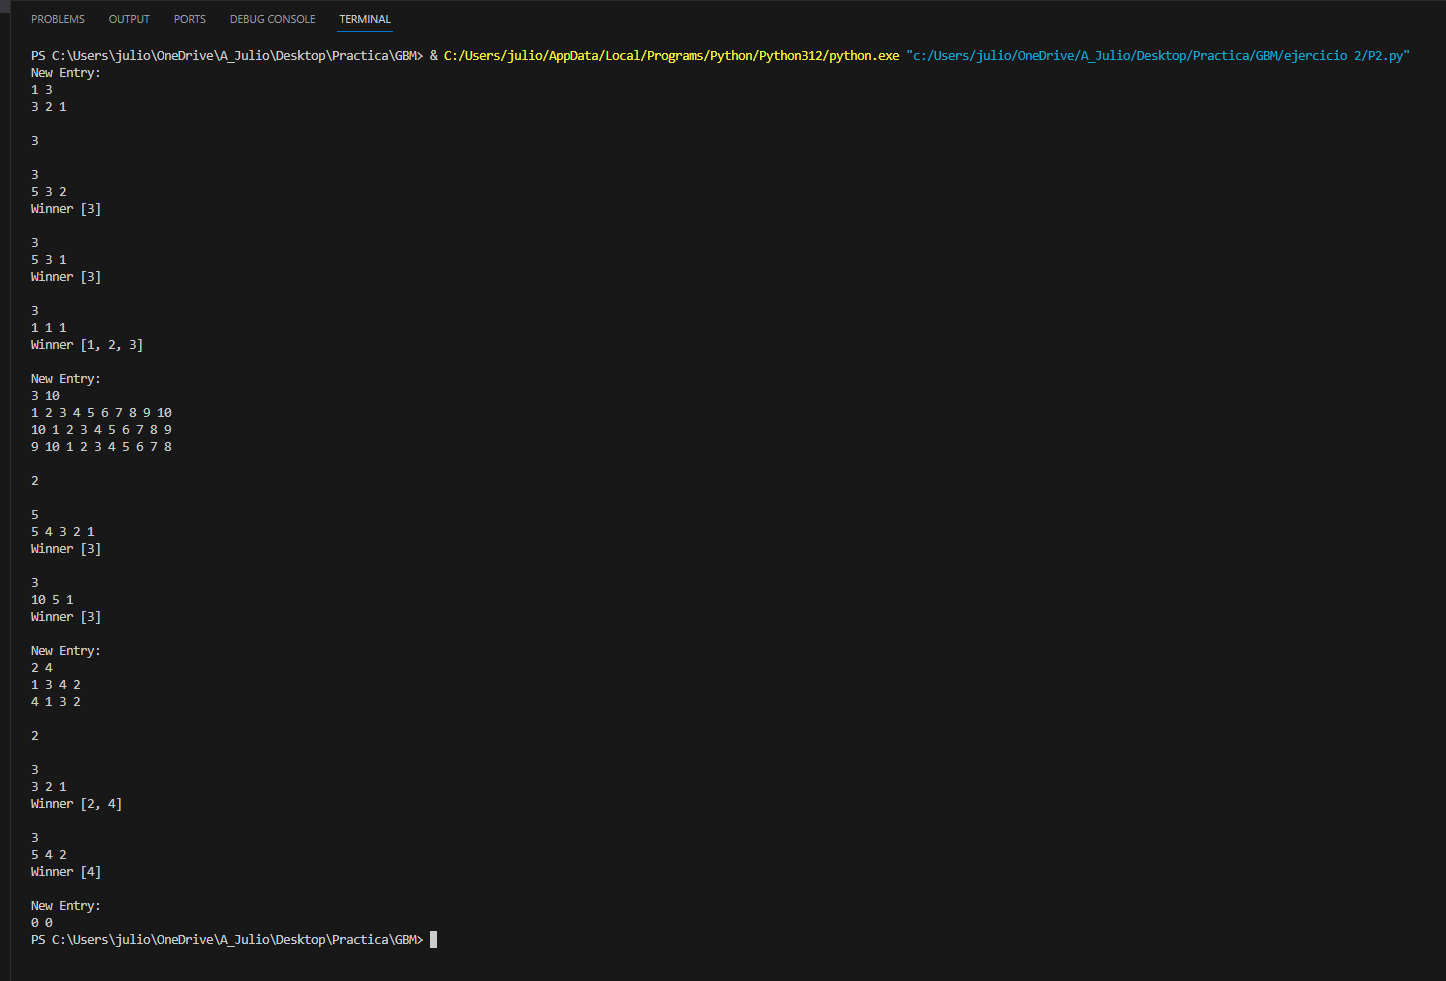 PROBLEMS OUTPUT PORTS DEBUG CONSOLE TERMINAL
PS C:\Users\julio\OneDrive\A_Julio\Desktop\Practica\GBM> & C:/Users/julio/AppData/Local/Programs/Python/Python312/python.exe "c:/Users/julio/OneDrive/A_Julio/Desktop/Practica/GBM/ejercicio 2/P2.py"
New Entry:
1 3
3 2 1
3
3
5 3 2
Winner [3]
3
5 3 1
Winner [3]
3
1 1 1
Winner [1, 2, 3]
New Entry:
3 10
1 2 3 4 5 6 7 8 9 10
10 1 2 3 4 5 6 7 8 9
9 10 1 2 3 4 5 6 7 8
2
5
5 4 3 2 1
Winner [3]
3
10 5 1
Winner [3]
New Entry:
2 4
1 3 4 2
4 1 3 2
2
3
3 2 1
Winner [2, 4]
3
5 4 2
Winner [4]
New Entry:
0 0
PS C:\Users\julio\OneDrive\A_Julio\Desktop\Practica\GBM>